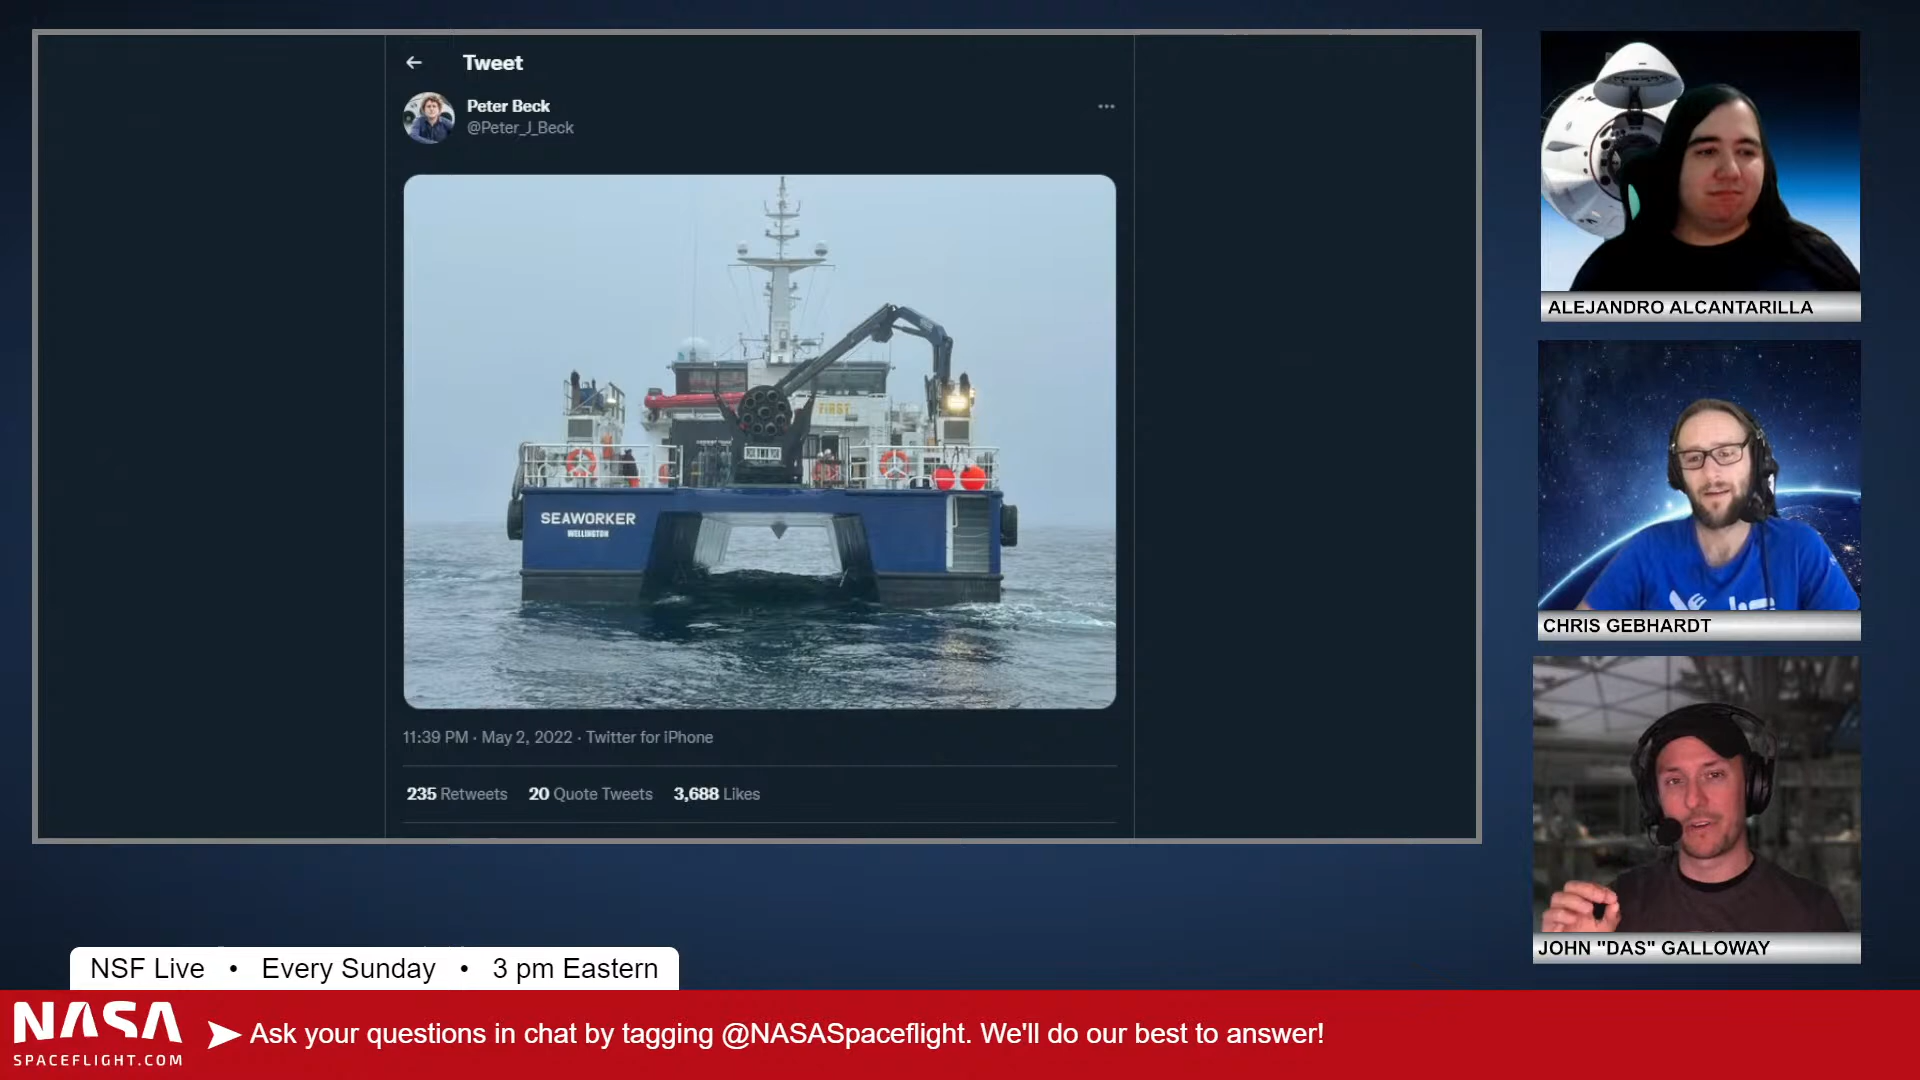 Tweet
Peter Beck
@Peter_J_Beck
FIRST
SEAWORKER
WELLINGTON
11:39 PM · May 2, 2022 · Twitter for iPhone
235 Retweets 20 Quote Tweets 3,688 Likes
ALEJANDRO ALCANTARILLA
CHRIS GEBHARDT
JOHN "DAS" GALLOWAY
NSF Live • Every Sunday • 3 pm Eastern
NASA
SPACEFLIGHT.COM
Ask your questions in chat by tagging @NASASpaceflight. We'll do our best to answer!